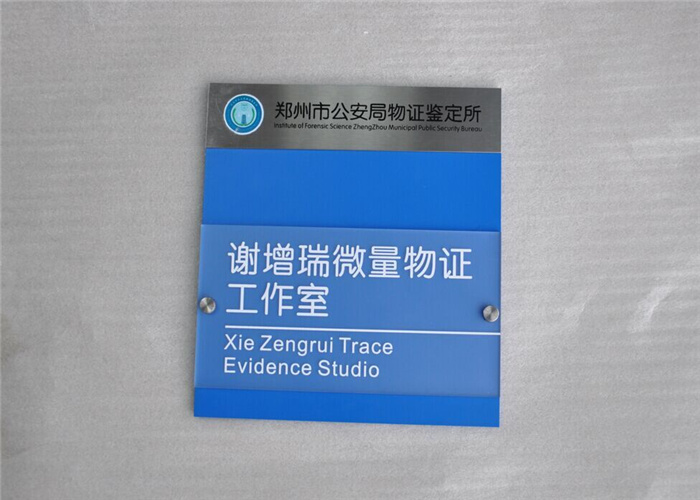 郑州市公安局物证鉴定所
Institute of Forensic Science ZhengZhou Municipal Public Security Bureau
谢增瑞微量物证
工作室
Xie Zengrui Trace
Evidence Studio